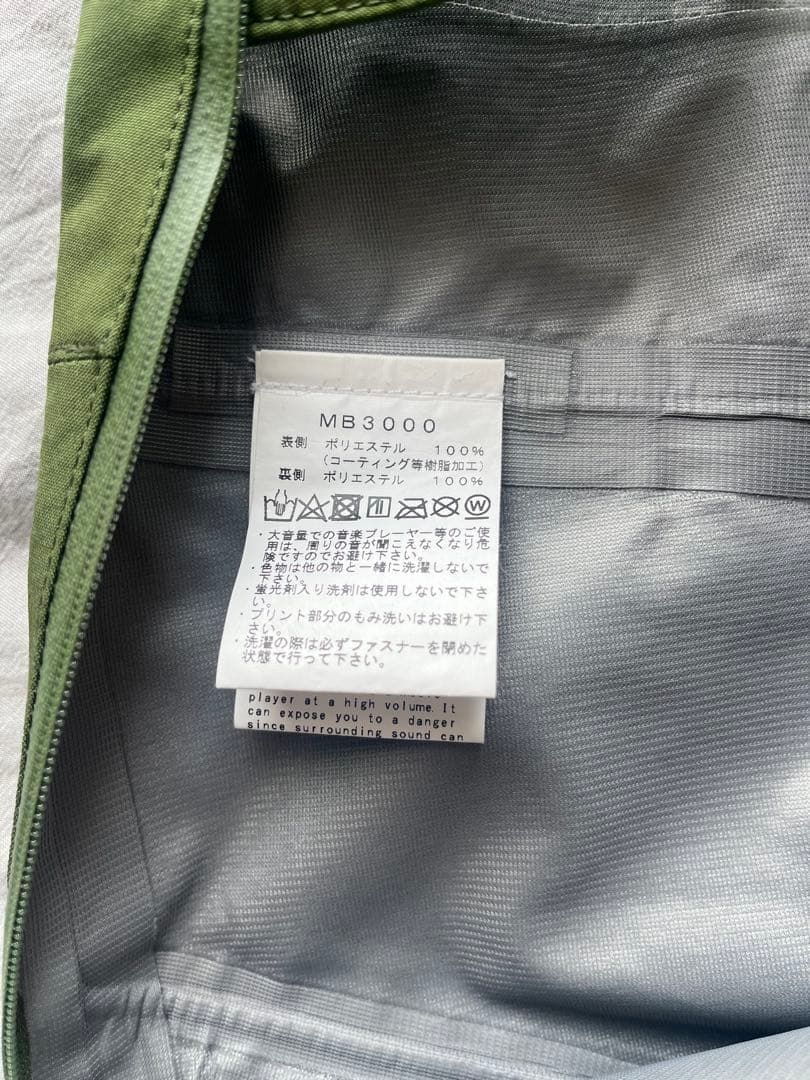 MB3000
表側 ポリエステル 100%
(コーティング等樹脂加工)
裏側 ポリエステル 100%
・大音量での音楽プレーヤー等のご使
用は、周りの音が聞こえなくなり危
険ですのでお避け下さい。
・色物は他の物と一緒に洗濯しないで
下さい。
・蛍光剤入り洗剤は使用しないで下さ
い。
・プリント部分のもみ洗いはお避け下
さい。
・洗濯の際は必ずファスナーを閉めた
状態で行って下さい。
player at a high volume. It
can expose you to a danger
since surrounding sound can